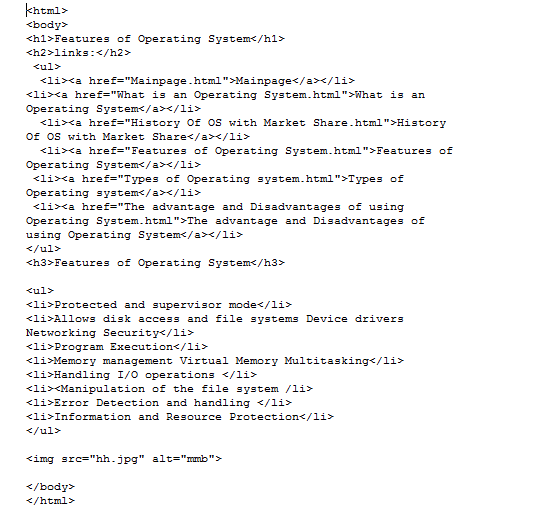 <html>
<body>
<h1>Features of Operating System</h1>
<h2>links:</h2>
<ul>
<li><a href="Mainpage.html">Mainpage</a></li>
<li><a href="What is an Operating System.html">What is an
Operating System</a></li>
<li><a href="History Of OS with Market Share.html">History
Of OS with Market Share</a></li>
<li><a href="Features of Operating System.html">Features of
Operating System</a></li>
<li><a href="Types of Operating system.html">Types of
Operating system</a></li>
<li><a href="The advantage and Disadvantages of using
Operating System.html">The advantage and Disadvantages of
using Operating System</a></li>
</ul>
<h3>Features of Operating System</h3>
<ul>
<li>Protected and supervisor mode</li>
<li>Allows disk access and file systems Device drivers
Networking Security</li>
<li>Program Execution</li>
<li>Memory management Virtual Memory Multitasking</li>
<li>Handling I/O operations </li>
<li><Manipulation of the file system /li>
<li>Error Detection and handling </li>
<li>Information and Resource Protection</li>
</ul>
<img src="hh.jpg" alt="mmb">
</body>
</html>